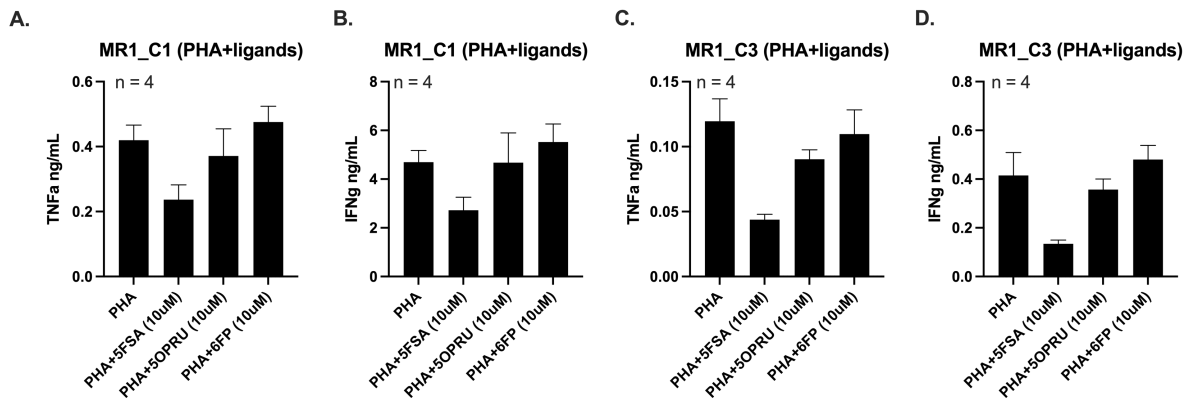 A.
MR1_C1 (PHA+ligands)
n = 4
TNFa ng/mL
0.6
0.4
0.2
0.0
PHA
PHA+5FSA (10uM)
PHA+5OPRU (10uM)
PHA+6FP (10uM)
B.
MR1_C1 (PHA+ligands)
n = 4
IFNg ng/mL
8
6
4
2
0
PHA
PHA+5FSA (10uM)
PHA+5OPRU (10uM)
PHA+6FP (10uM)
C.
MR1_C3 (PHA+ligands)
n = 4
TNFa ng/mL
0.15
0.10
0.05
0.00
PHA
PHA+5FSA (10uM)
PHA+5OPRU (10uM)
PHA+6FP (10uM)
D.
MR1_C3 (PHA+ligands)
n = 4
IFNg ng/mL
0.8
0.6
0.4
0.2
0.0
PHA
PHA+5FSA (10uM)
PHA+5OPRU (10uM)
PHA+6FP (10uM)